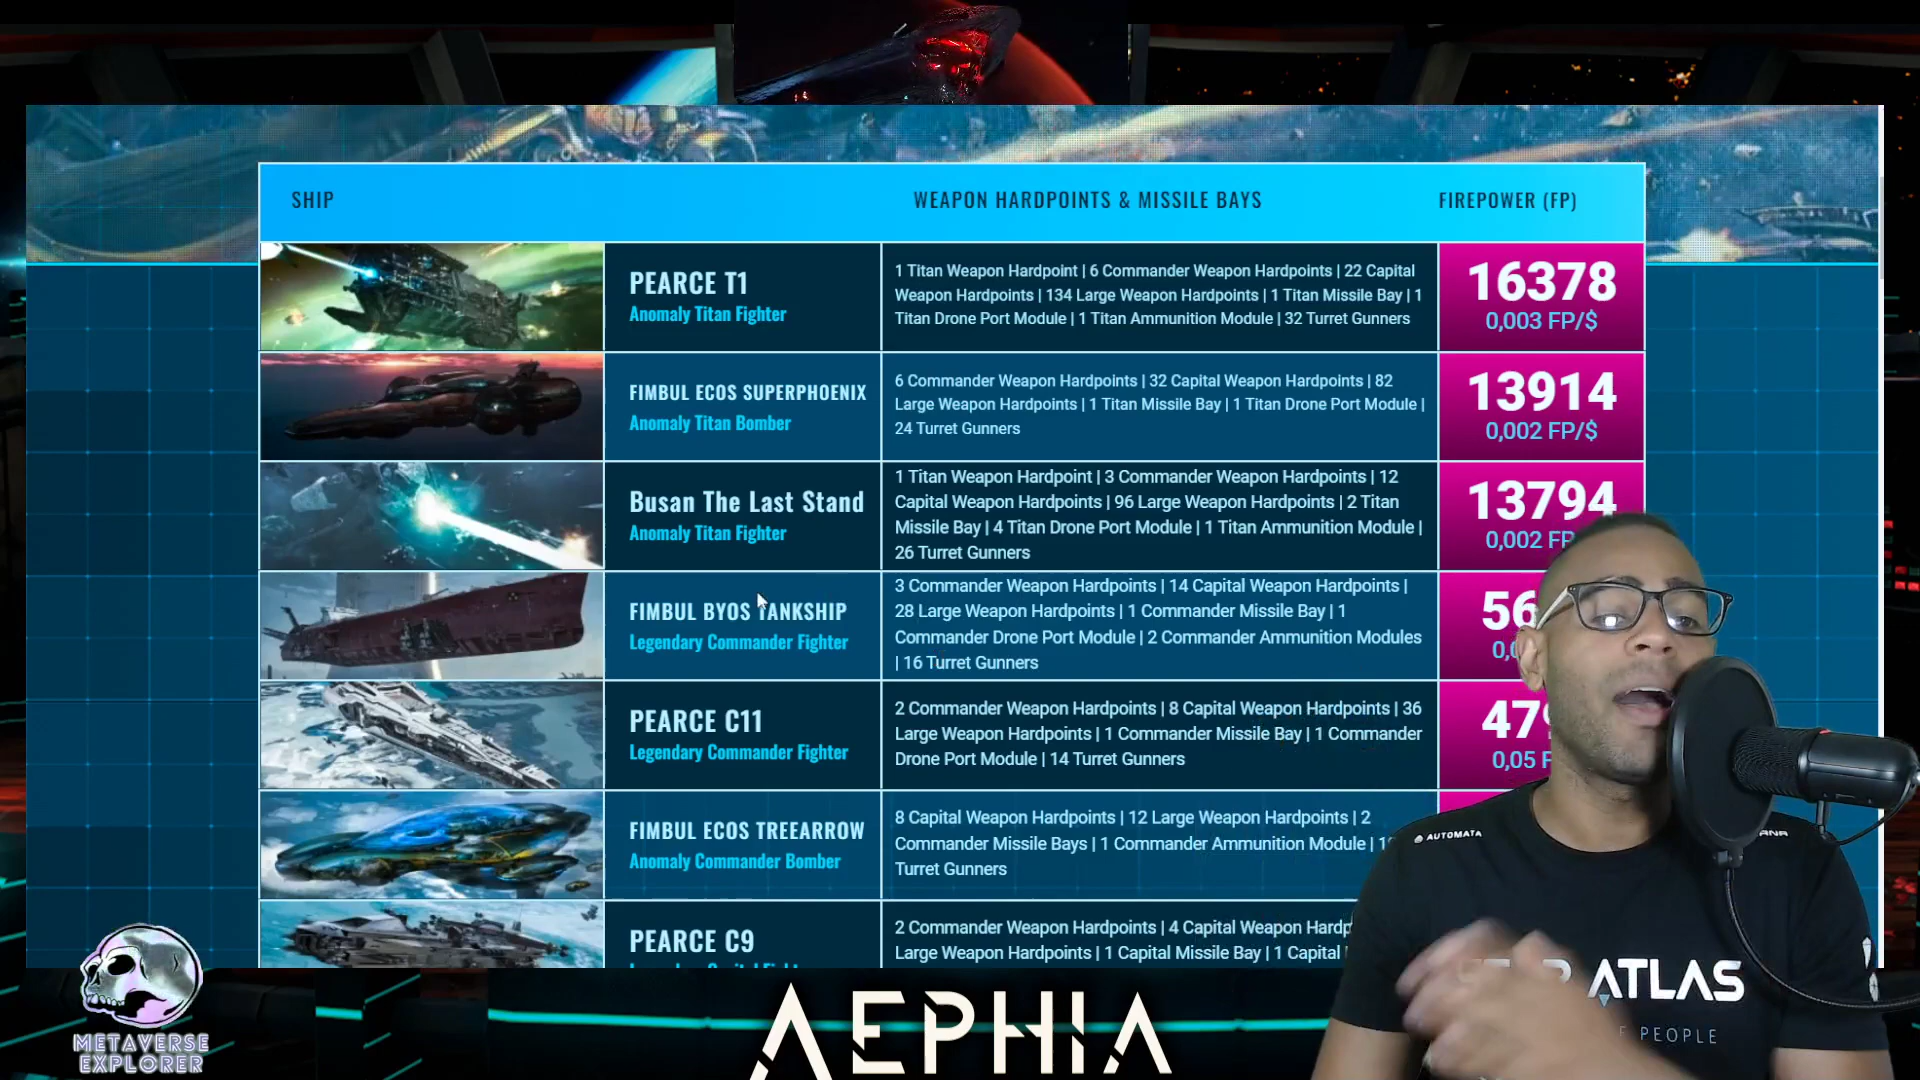 SHIP
WEAPON HARDPOINTS & MISSILE BAYS
FIREPOWER (FP)
PEARCE T1
Anomaly Titan Fighter
1 Titan Weapon Hardpoint | 6 Commander Weapon Hardpoints | 22 Capital
Weapon Hardpoints | 134 Large Weapon Hardpoints | 1 Titan Missile Bay | 1
Titan Drone Port Module | 1 Titan Ammunition Module | 32 Turret Gunners
16378
0,003 FP/$
FIMBUL ECOS SUPERPHOENIX
Anomaly Titan Bomber
6 Commander Weapon Hardpoints | 32 Capital Weapon Hardpoints | 82
Large Weapon Hardpoints | 1 Titan Missile Bay | 1 Titan Drone Port Module |
24 Turret Gunners
13914
0,002 FP/$
Busan The Last Stand
Anomaly Titan Fighter
1 Titan Weapon Hardpoint | 3 Commander Weapon Hardpoints | 12
Capital Weapon Hardpoints | 96 Large Weapon Hardpoints | 2 Titan
Missile Bay | 4 Titan Drone Port Module | 1 Titan Ammunition Module |
26 Turret Gunners
13794
0,002
FIMBUL BYOS TANKSHIP
Legendary Commander Fighter
3 Commander Weapon Hardpoints | 14 Capital Weapon Hardpoints |
28 Large Weapon Hardpoints | 1 Commander Missile Bay | 1
Commander Drone Port Module | 2 Commander Ammunition Modules
| 16 Turret Gunners
PEARCE C11
Legendary Commander Fighter
2 Commander Weapon Hardpoints | 8 Capital Weapon Hardpoints | 36
Large Weapon Hardpoints | 1 Commander Missile Bay | 1 Commander
Drone Port Module | 14 Turret Gunners
0,05
FIMBUL ECOS TREEARROW
Anomaly Commander Bomber
8 Capital Weapon Hardpoints | 12 Large Weapon Hardpoints | 2
Commander Missile Bays | 1 Commander Ammunition Module |
Turret Gunners
PEARCE C9
2 Commander Weapon Hardpoints | 4 Capital Weapon
Large Weapon Hardpoints | 1 Capital Missile Bay | 1 Capital
AUTOMATA
ATLAS
PEOPLE
METAVERSE
EXPLORER
AEPHIA